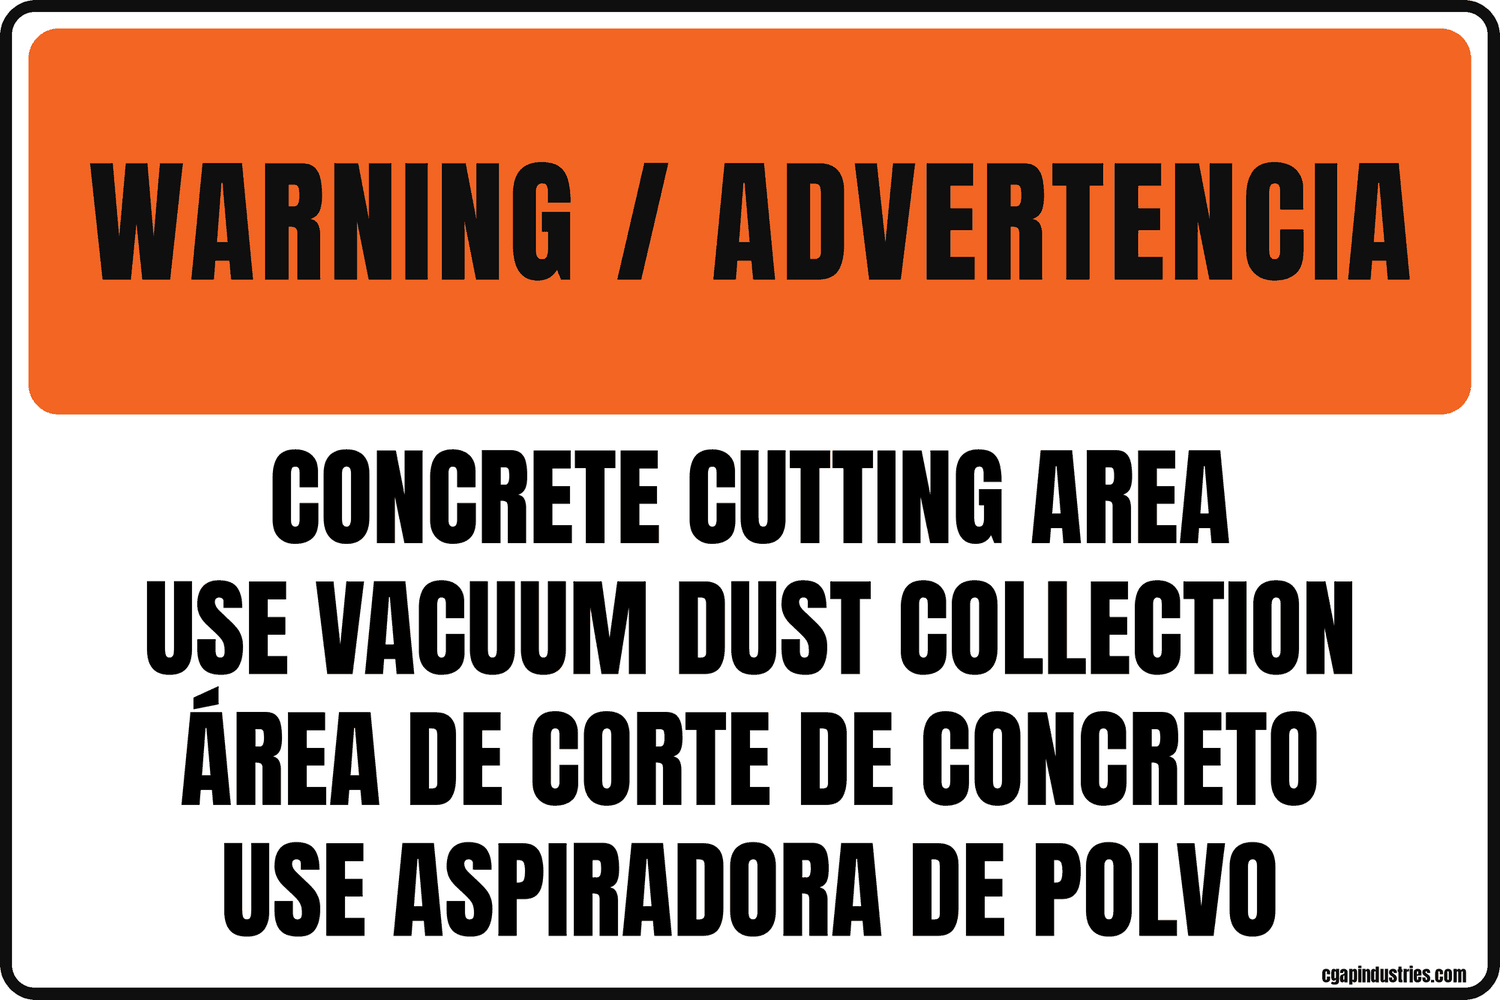 WARNING / ADVERTENCIA
CONCRETE CUTTING AREA
USE VACUUM DUST COLLECTION
ÁREA DE CORTE DE CONCRETO
USE ASPIRADORA DE POLVO
cgapindustries.com